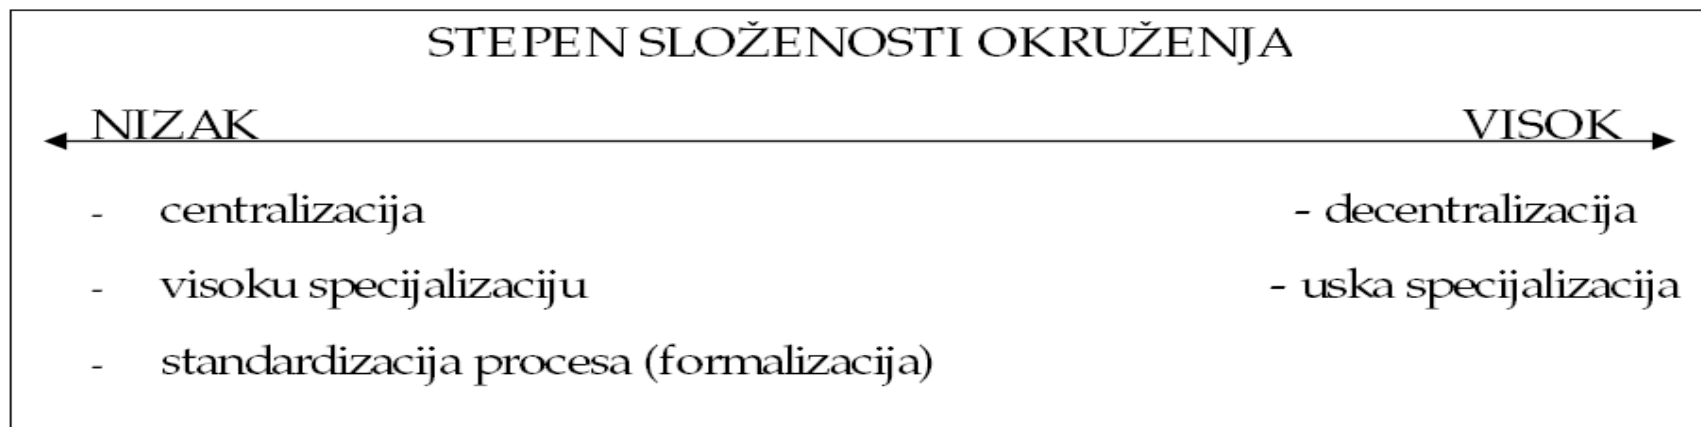 STEPEN SLOŽENOSTI OKRUŽENJA
NIZAK VISOK
- centralizacija - decentralizacija
- visoku specijalizaciju - uska specijalizacija
- standardizacija procesa (formalizacija)